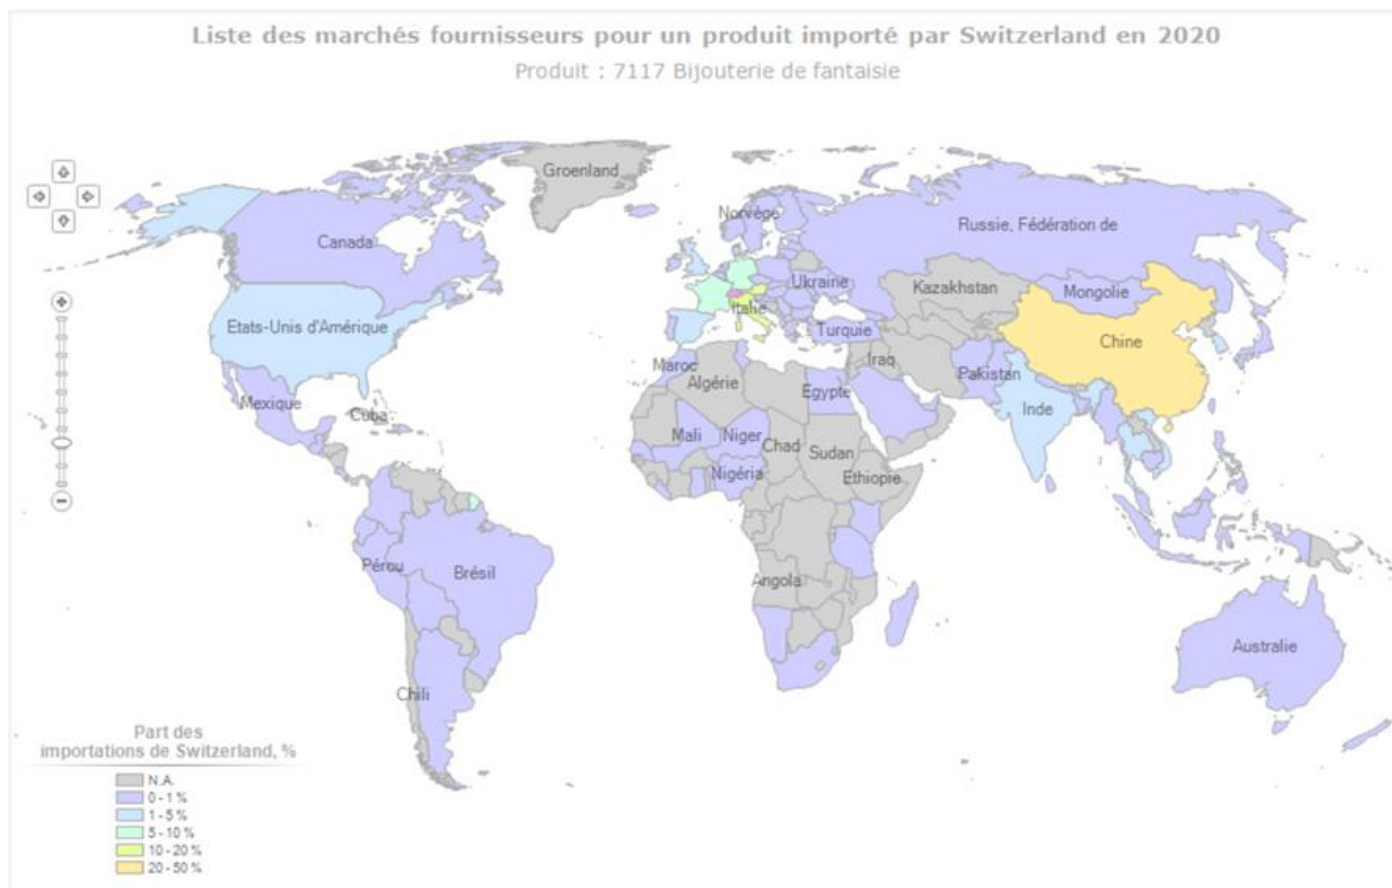 Liste des marchés fournisseurs pour un produit importé par Switzerland en 2020
Produit : 7117 Bijouterie de fantaisie
Groenland
Norvège
Russie, Fédération de
Canada
Ukraine
Kazakhstan
Mongolie
Italie
Etats-Unis d'Amérique
Turquie
Chine
Iraq
Maroc
Algérie
Pakistan
Egypte
Mexique
Cuba
Inde
Mali
Niger
Chad
Sudan
Nigéria
Ethiopie
Pérou
Brésil
Angola
Australie
Chili
Part des
importations de Switzerland, %
N.A.
0 - 1 %
1 - 5 %
5 - 10 %
10 - 20 %
20 - 50 %